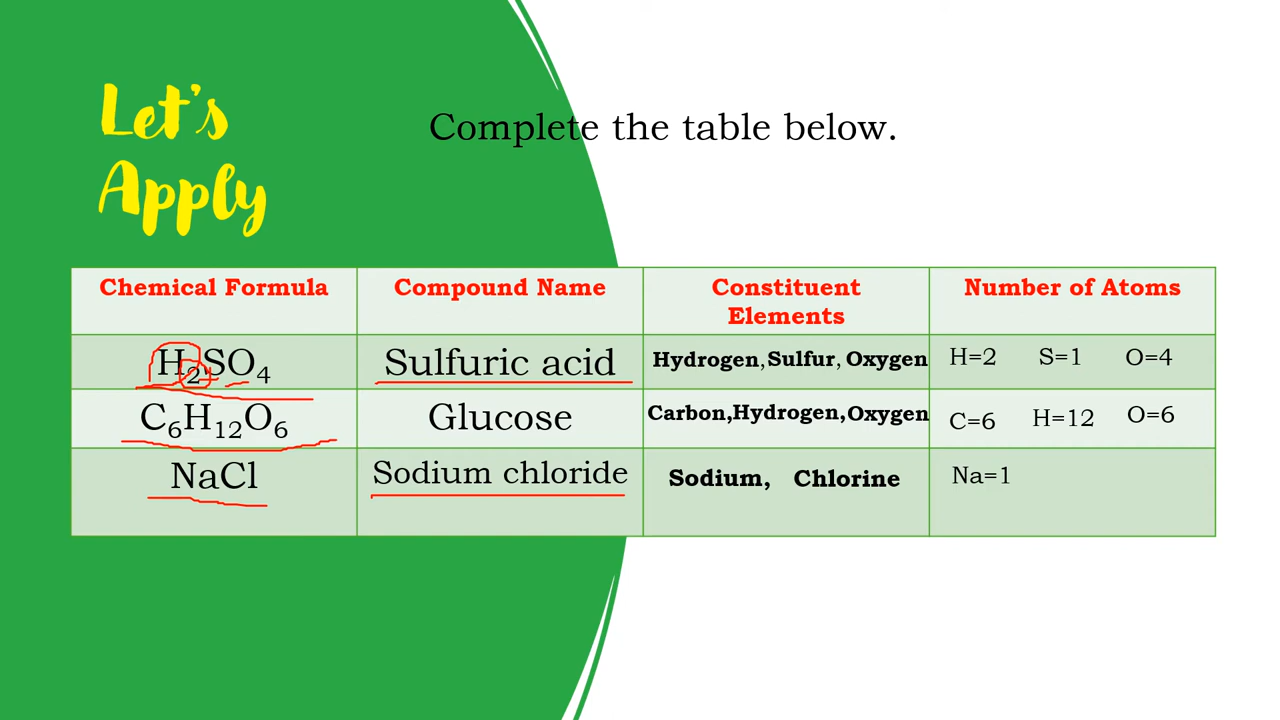 Let's
Apply
Complete the table below.
Chemical Formula Compound Name Constituent Elements Number of Atoms
H₂SO₄ Sulfuric acid Hydrogen, Sulfur, Oxygen H=2 S=1 O=4
C₆H₁₂O₆ Glucose Carbon, Hydrogen, Oxygen C=6 H=12 O=6
NaCl Sodium chloride Sodium, Chlorine Na=1